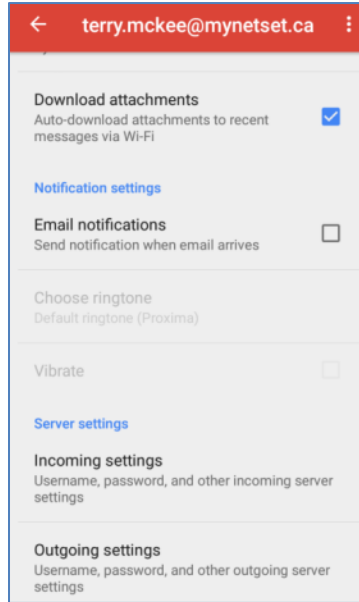 terry.mckee@mynetset.ca
Download attachments
Auto-download attachments to recent
messages via Wi-Fi
Notification settings
Email notifications
Send notification when email arrives
Choose ringtone
Default ringtone (Proxima)
Vibrate
Server settings
Incoming settings
Username, password, and other incoming server
settings
Outgoing settings
Username, password, and other outgoing server
settings